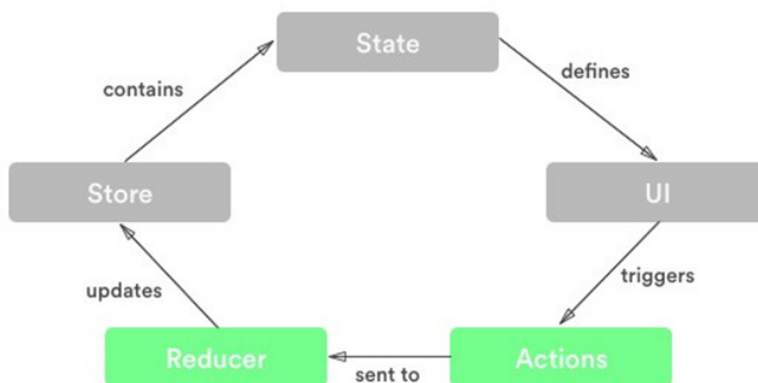 State
defines
contains
Store
UI
triggers
updates
Reducer
Actions
sent to